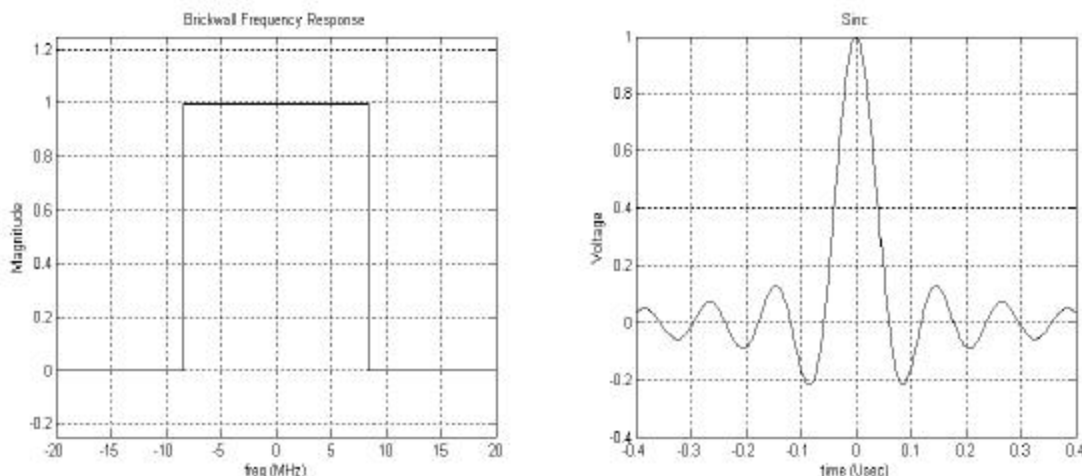 Brickwall Frequency Response
1.2
1
0.8
0.6
0.4
0.2
0
-0.2
Magnitude
-20 -15 -10 -5 0 5 10 15 20
freq (MHz)
Sinc
1
0.8
0.6
0.4
0.2
0
-0.2
-0.4
Voltage
-0.4 -0.3 -0.2 -0.1 0 0.1 0.2 0.3 0.4
time (Usec)